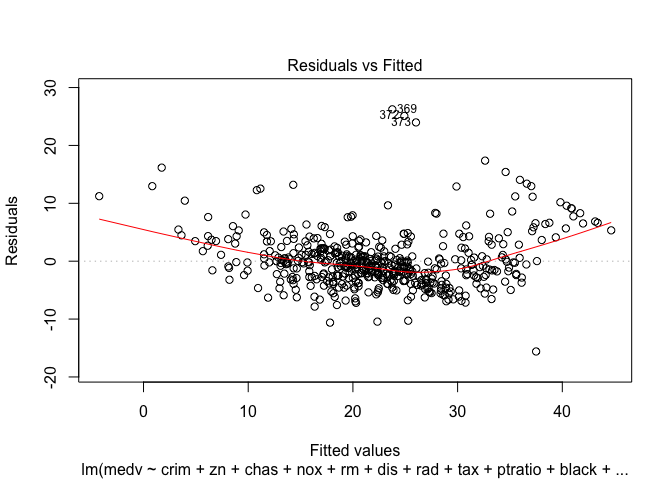 Residuals vs Fitted
Residuals
30
20
10
0
-10
-20
369
372
373
0 10 20 30 40
Fitted values
lm(medv ~ crim + zn + chas + nox + rm + dis + rad + tax + ptratio + black + ...